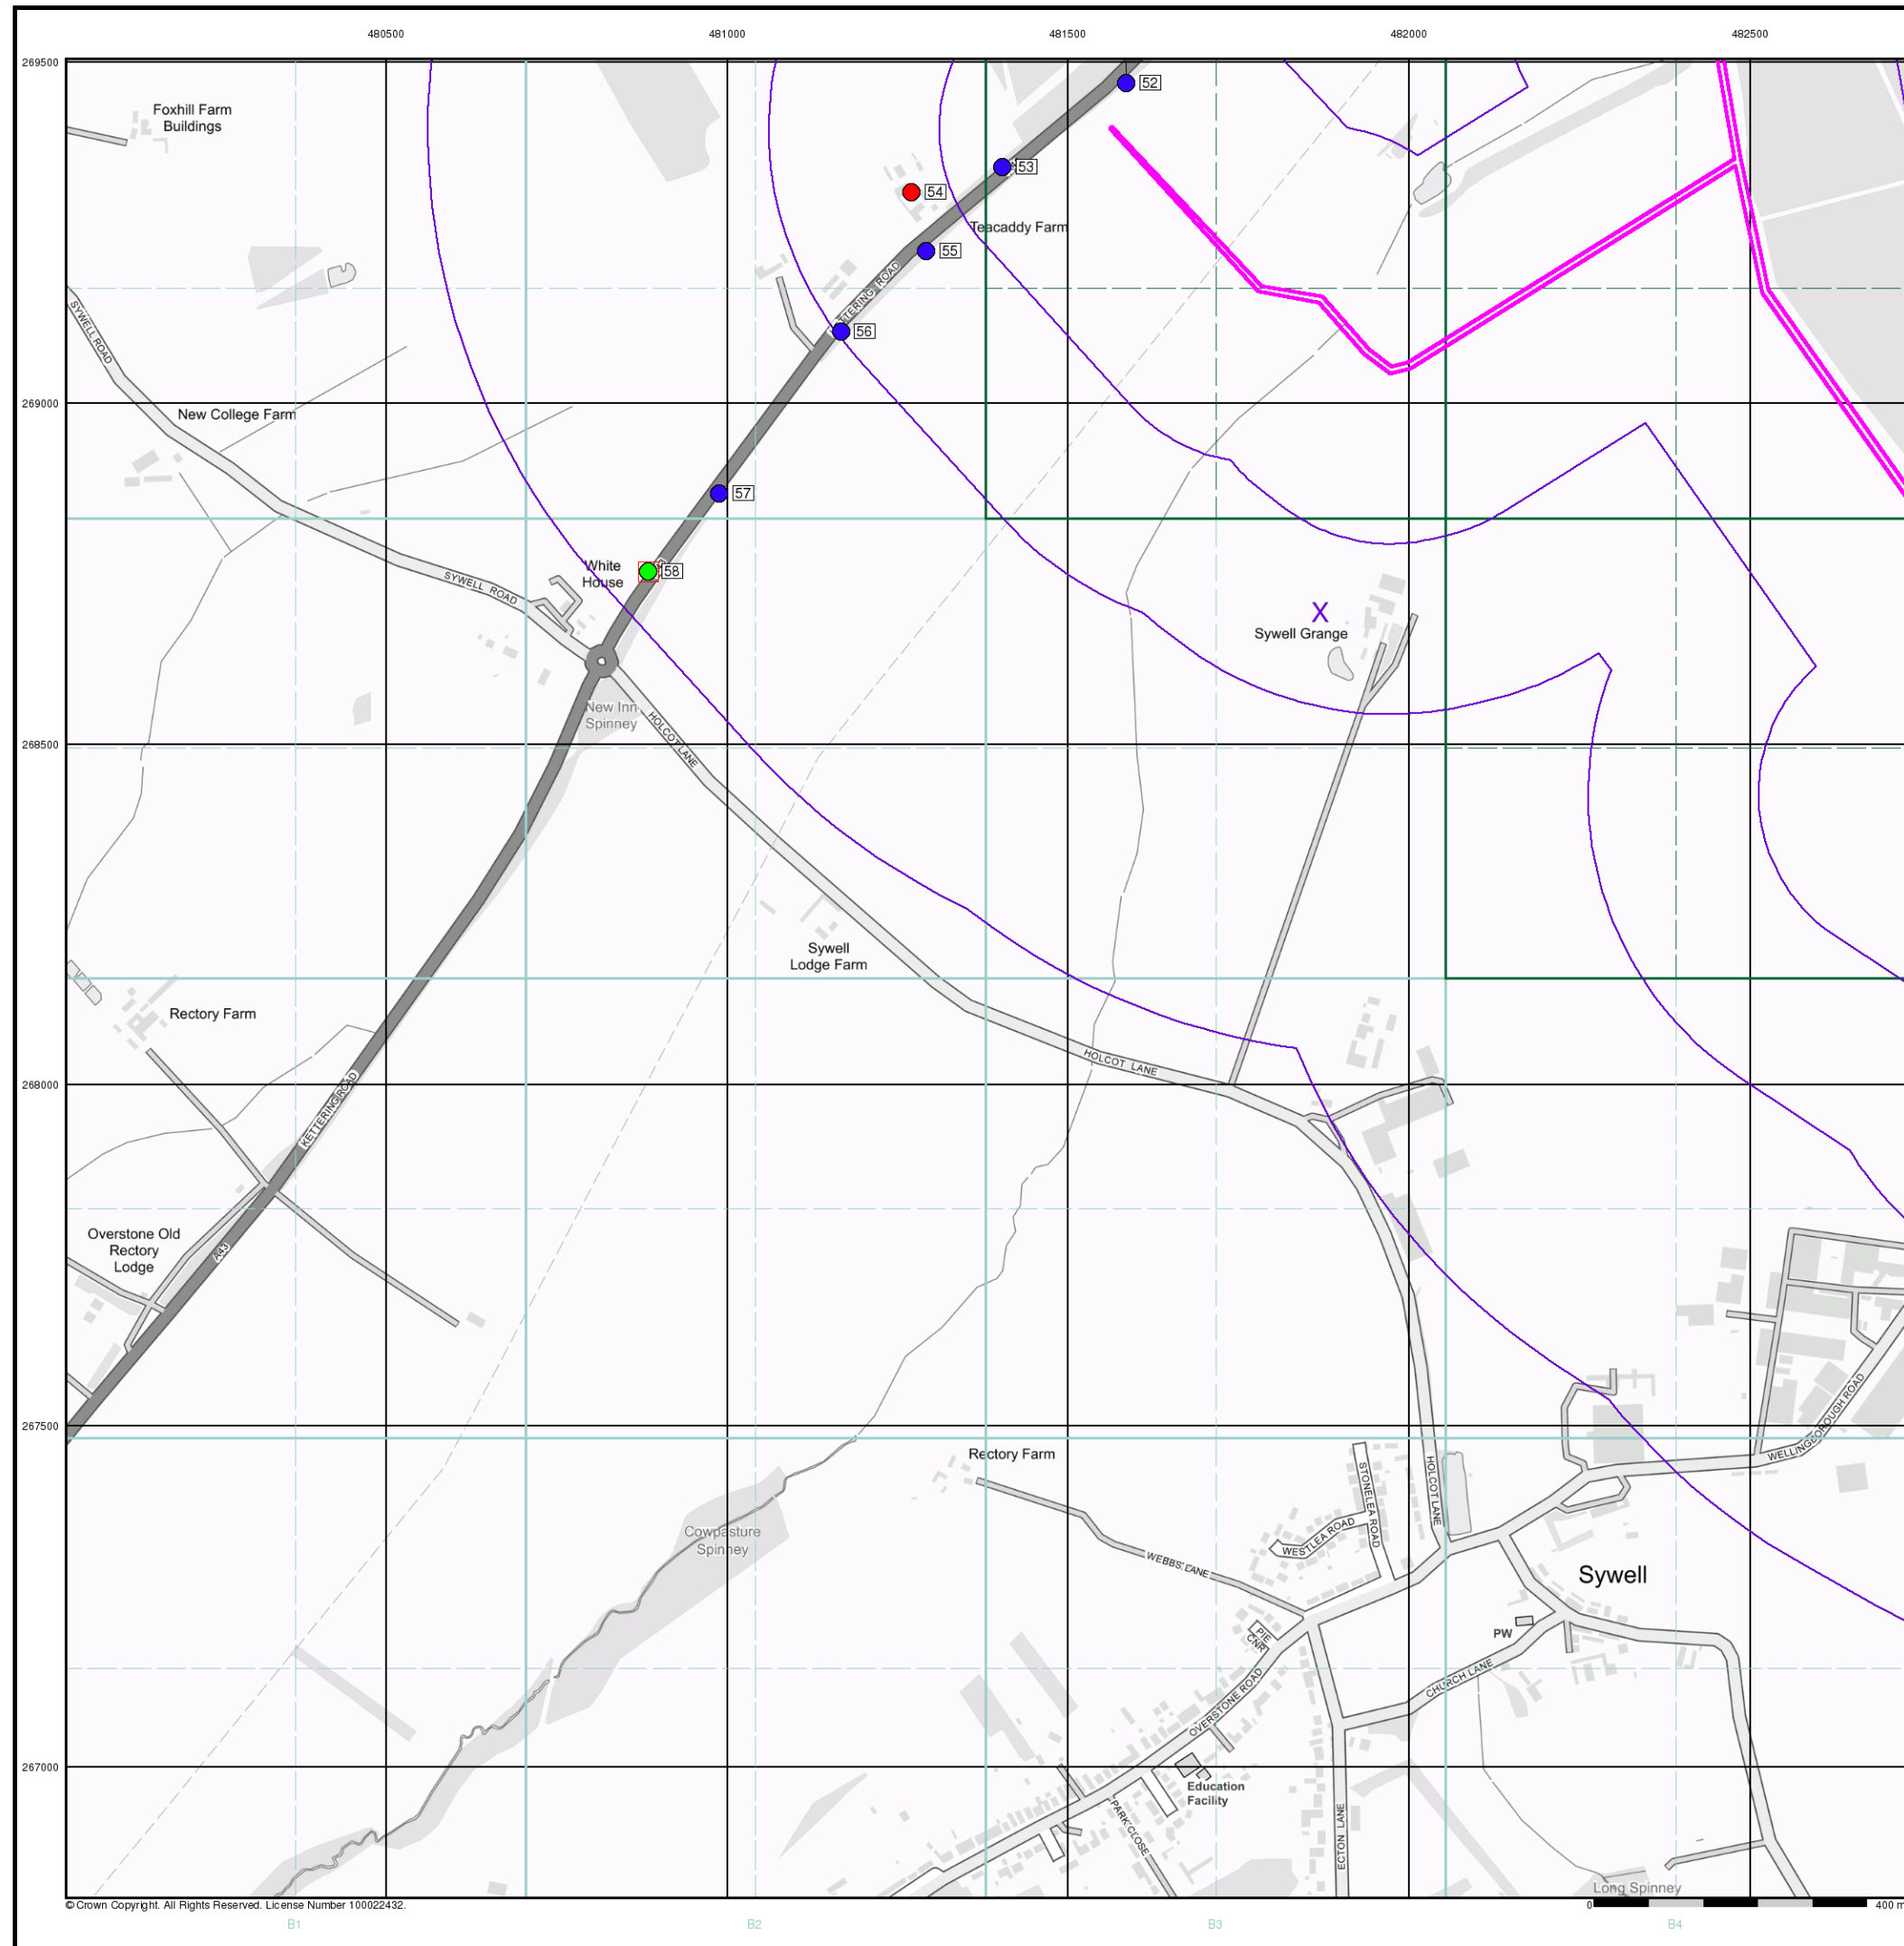 480500
481000
481500
482000
482500
269500
52
Foxhill Farm
Buildings
53
54
Teacaddy Farm
55
KETTERING ROAD
56
SYWELL ROAD
269000
New College Farm
57
White
House
58
SYWELL ROAD
X
Sywell Grange
New Inn
Spinney
HOLCOT LANE
268500
Sywell
Lodge Farm
Rectory Farm
HOLCOT LANE
268000
KETTERING ROAD
Overstone Old
Rectory
Lodge
A43
267500
Rectory Farm
WELLINGBOROUGH ROAD
HOLCOT LANE
STONELEA ROAD
Cowpasture
Spinney
WESTLEA ROAD
WEBBS LANE
Sywell
PW
PIE
CNR
CHURCH LANE
OVERSTONE ROAD
267000
Education
Facility
PARK CLOSE
ECTON LANE
Long Spinney
© Crown Copyright. All Rights Reserved. License Number 100022432.
0
400 m
B1
B2
B3
B4